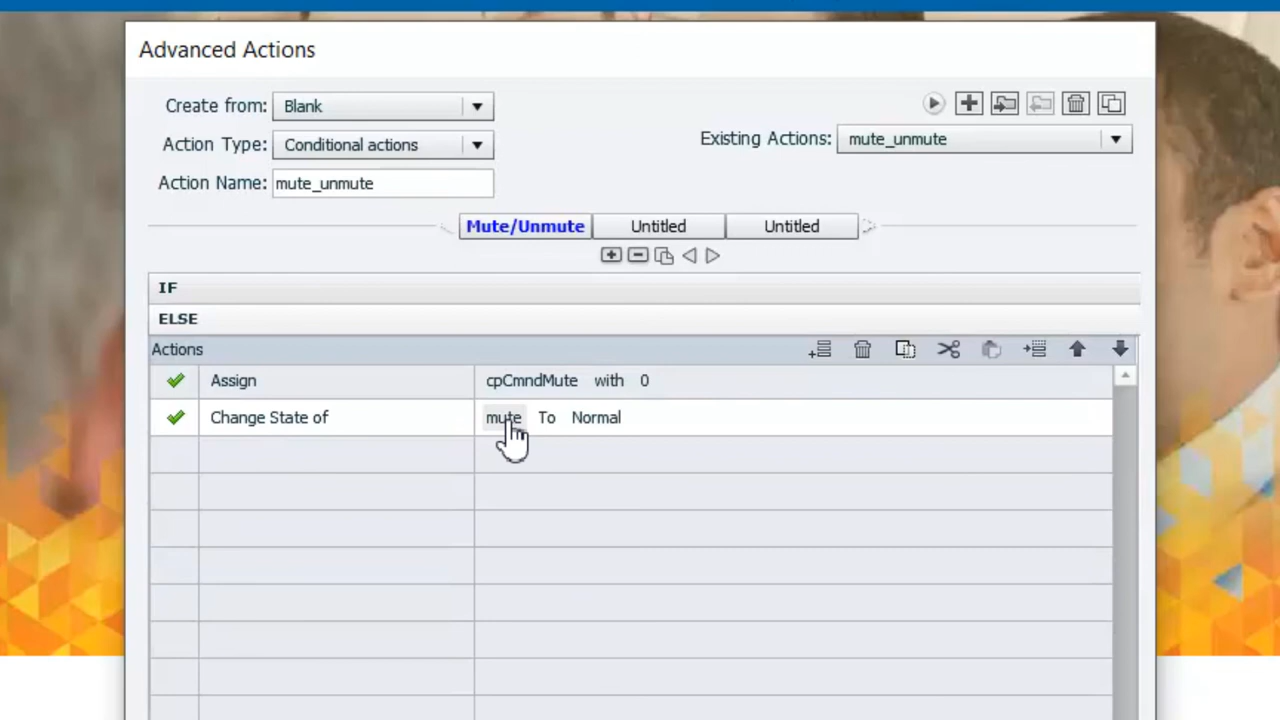 Advanced Actions
Create from: Blank
Action Type: Conditional actions
Existing Actions: mute_unmute
Action Name: mute_unmute
Mute/Unmute Untitled Untitled
IF
ELSE
Actions
Assign cpCmndMute with 0
Change State of mute To Normal